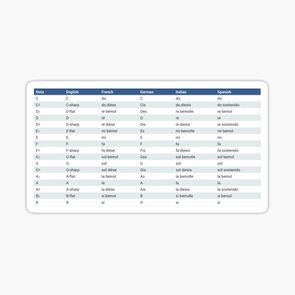 Note English French German Italian Spanish
C C do C do do
C♯ C-sharp do dièse Cis do diesis do sostenido
D♭ D-flat ré bémol Des re bemolle re bemol
D D ré D re re
D♯ D-sharp ré dièse Dis re diesis re sostenido
E♭ E-flat mi bémol Es mi bemolle mi bemol
E E mi E mi mi
F F fa F fa fa
F♯ F-sharp fa dièse Fis fa diesis fa sostenido
G♭ G-flat sol bémol Ges sol bemolle sol bemol
G G sol G sol sol
G♯ G-sharp sol dièse Gis sol diesis sol sostenido
A♭ A-flat la bémol As la bemolle la bemol
A A la A la la
A♯ A-sharp la dièse Ais la diesis la sostenido
B♭ B-flat si bémol B si bemolle si bemol
B B si H si si